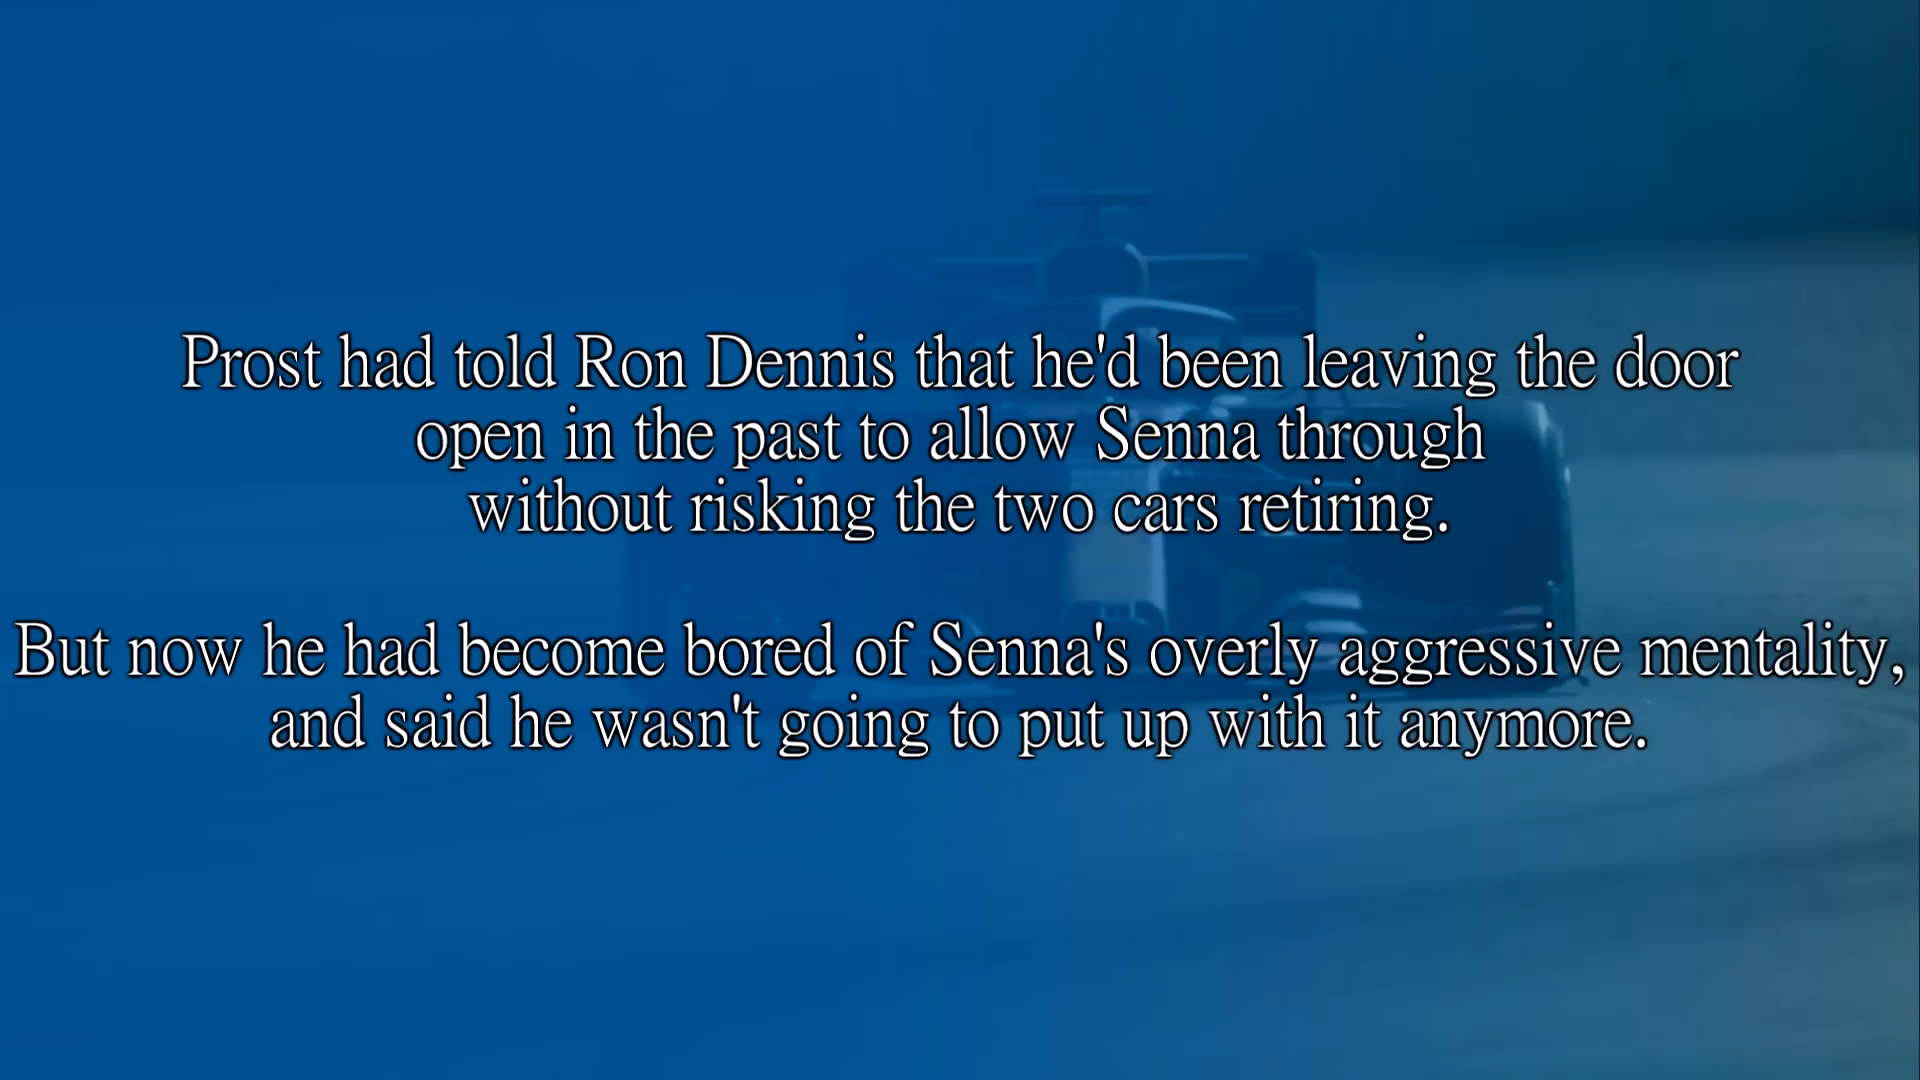 Prost had told Ron Dennis that he'd been leaving the door
open in the past to allow Senna through
without risking the two cars retiring.
But now he had become bored of Senna's overly aggressive mentality,
and said he wasn't going to put up with it anymore.